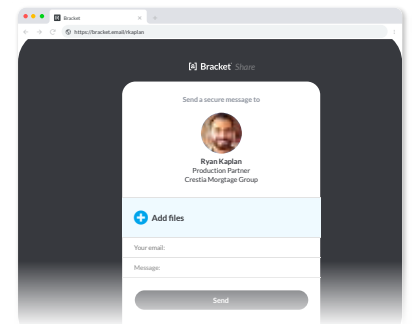 Bracket
https://bracket.email/rkaplan
[a] Bracket Share
Send a secure message to
Ryan Kaplan
Production Partner
Crestia Morgtage Group
Add files
Your email:
Message:
Send